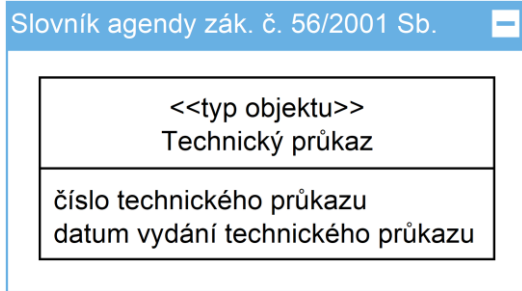 Slovník agendy zák. č. 56/2001 Sb.
<<typ objektu>>
Technický průkaz
číslo technického průkazu
datum vydání technického průkazu